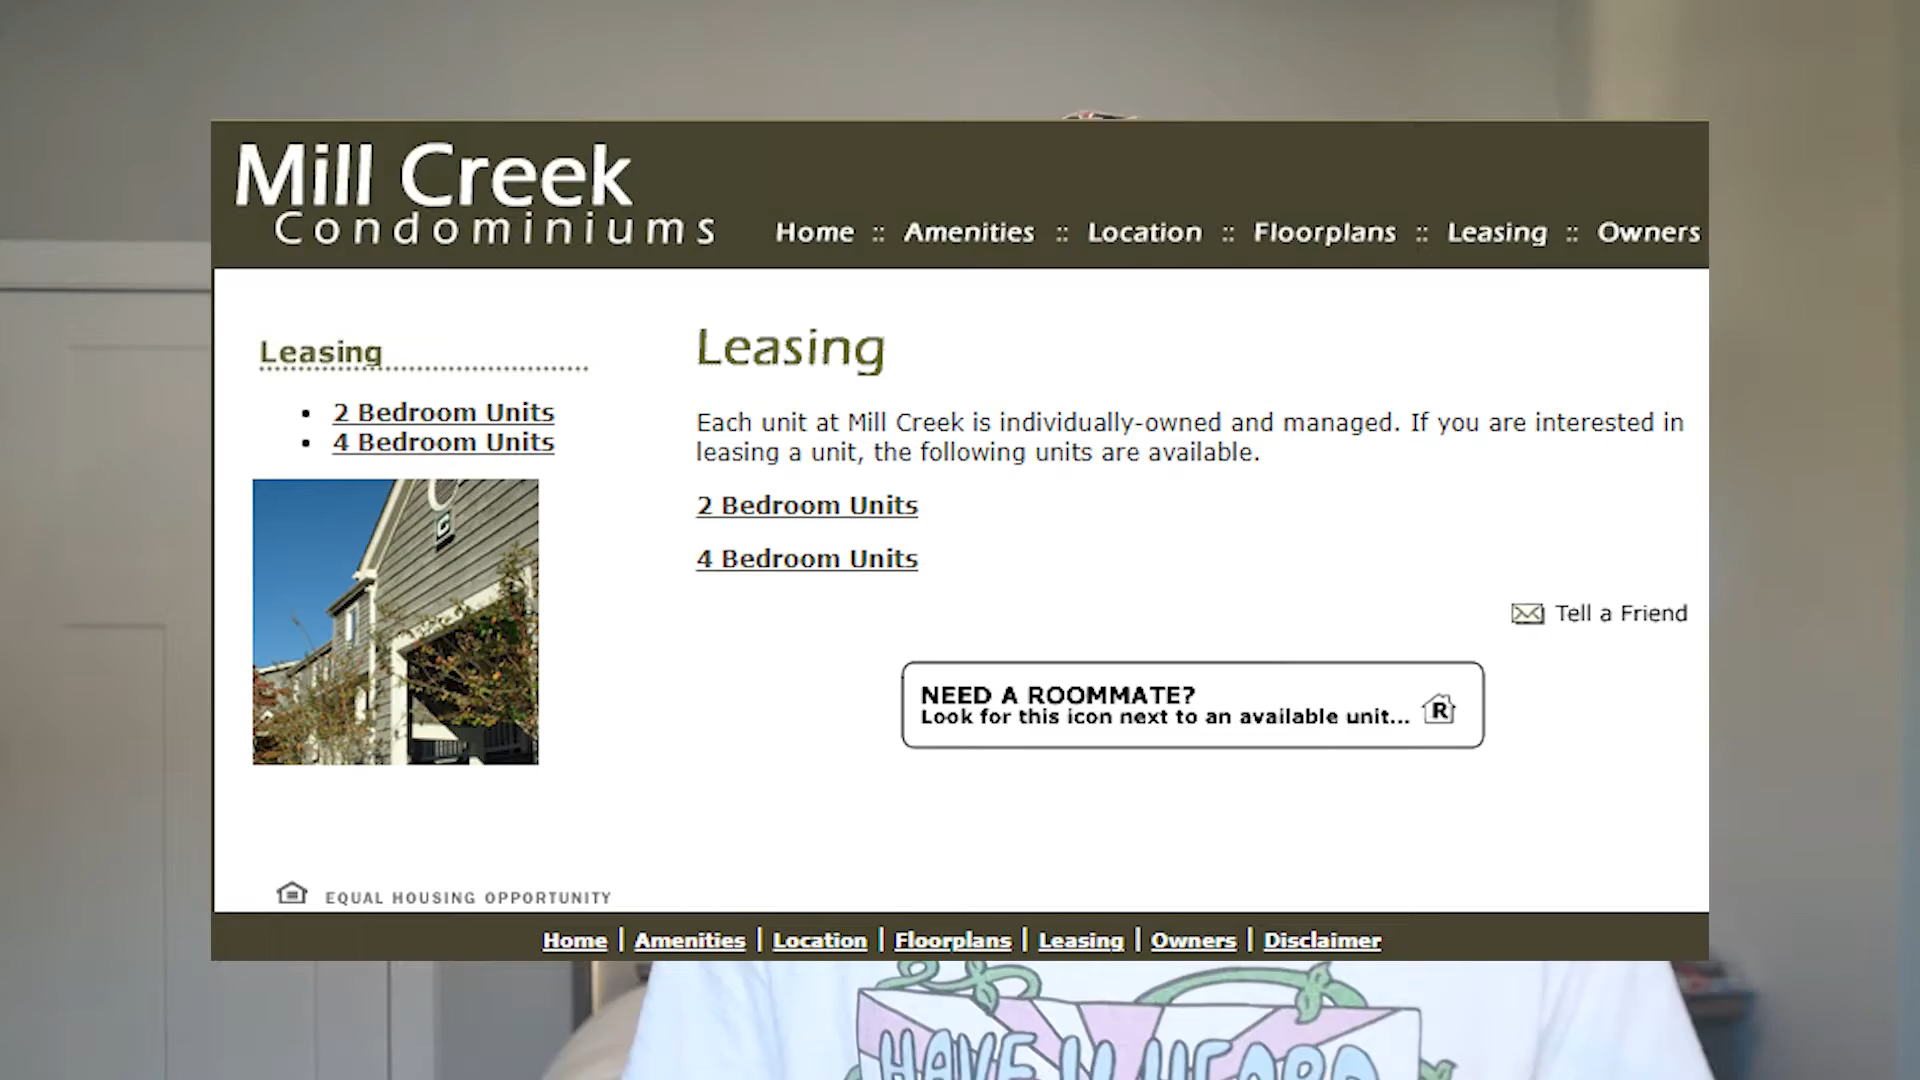 Mill Creek
Condominiums
Home :: Amenities :: Location :: Floorplans :: Leasing :: Owners
Leasing
• 2 Bedroom Units
• 4 Bedroom Units
G
Leasing
Each unit at Mill Creek is individually-owned and managed. If you are interested in
leasing a unit, the following units are available.
2 Bedroom Units
4 Bedroom Units
Tell a Friend
NEED A ROOMMATE?
Look for this icon next to an available unit... R
EQUAL HOUSING OPPORTUNITY
Home | Amenities | Location | Floorplans | Leasing | Owners | Disclaimer
HAVE U HEARD